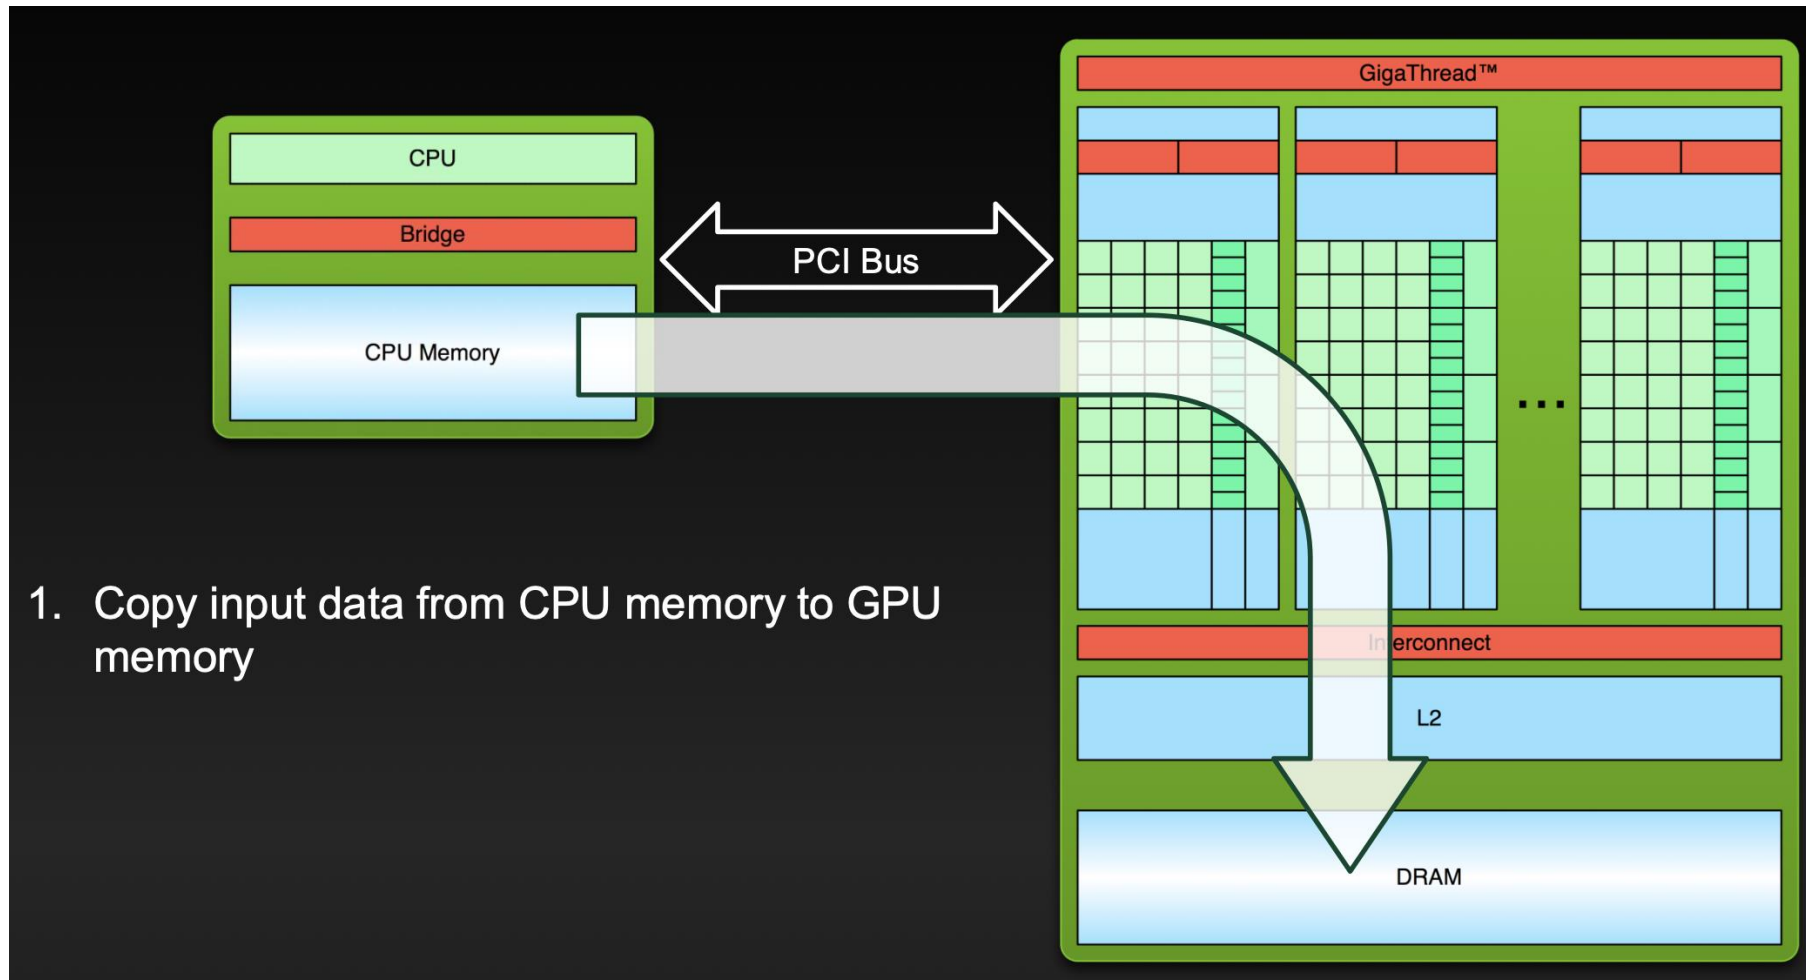 GigaThread™
CPU
Bridge
PCI Bus
CPU Memory
...
1. Copy input data from CPU memory to GPU
memory
Interconnect
L2
DRAM